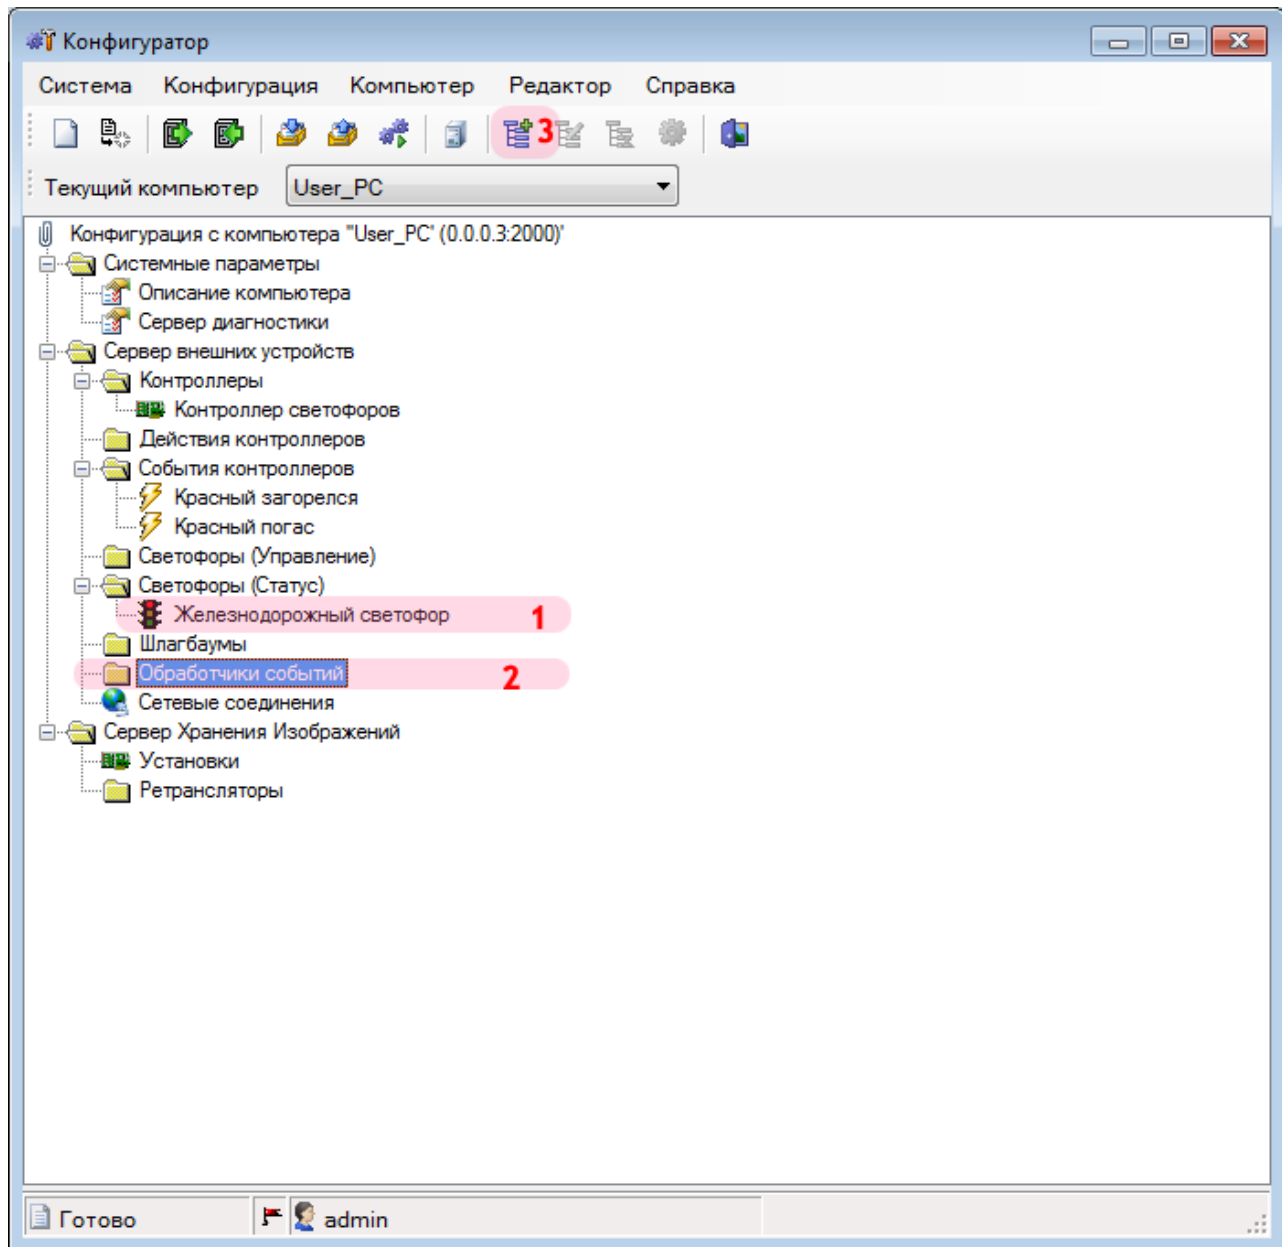 Конфигуратор
Система Конфигурация Компьютер Редактор Справка
3
Текущий компьютер User_PC
Конфигурация с компьютера "User_PC" (0.0.0.3:2000)'
Системные параметры
Описание компьютера
Сервер диагностики
Сервер внешних устройств
Контроллеры
Контроллер светофоров
Действия контроллеров
События контроллеров
Красный загорелся
Красный погас
Светофоры (Управление)
Светофоры (Статус)
Железнодорожный светофор 1
Шлагбаумы
Обработчики событий 2
Сетевые соединения
Сервер Хранения Изображений
Установки
Ретрансляторы
Готово admin